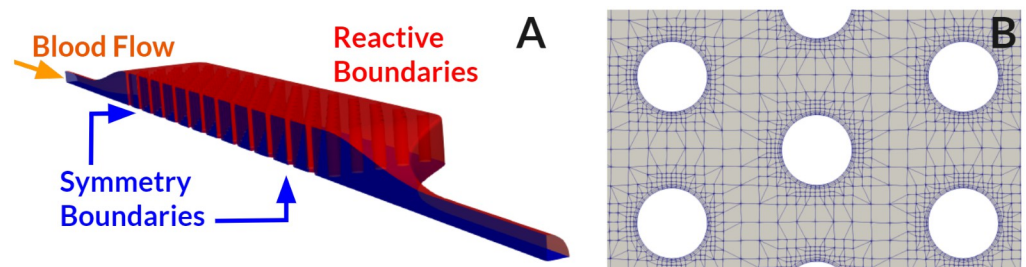 Blood Flow
Reactive
Boundaries
A
Symmetry
Boundaries
B